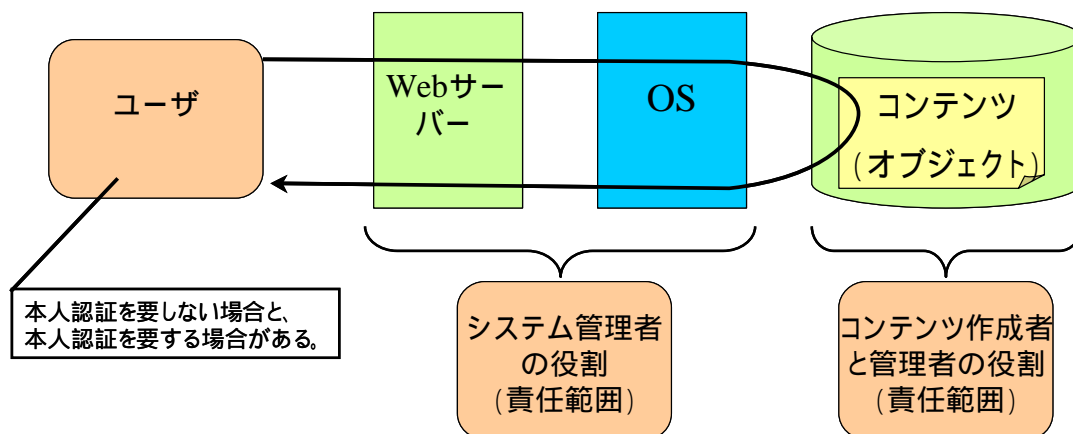 ユーザ
Webサー
バー
OS
コンテンツ
(オブジェクト)
本人認証を要しない場合と、
本人認証を要する場合がある。
システム管理者
の役割
(責任範囲)
コンテンツ作成者
と管理者の役割
(責任範囲)